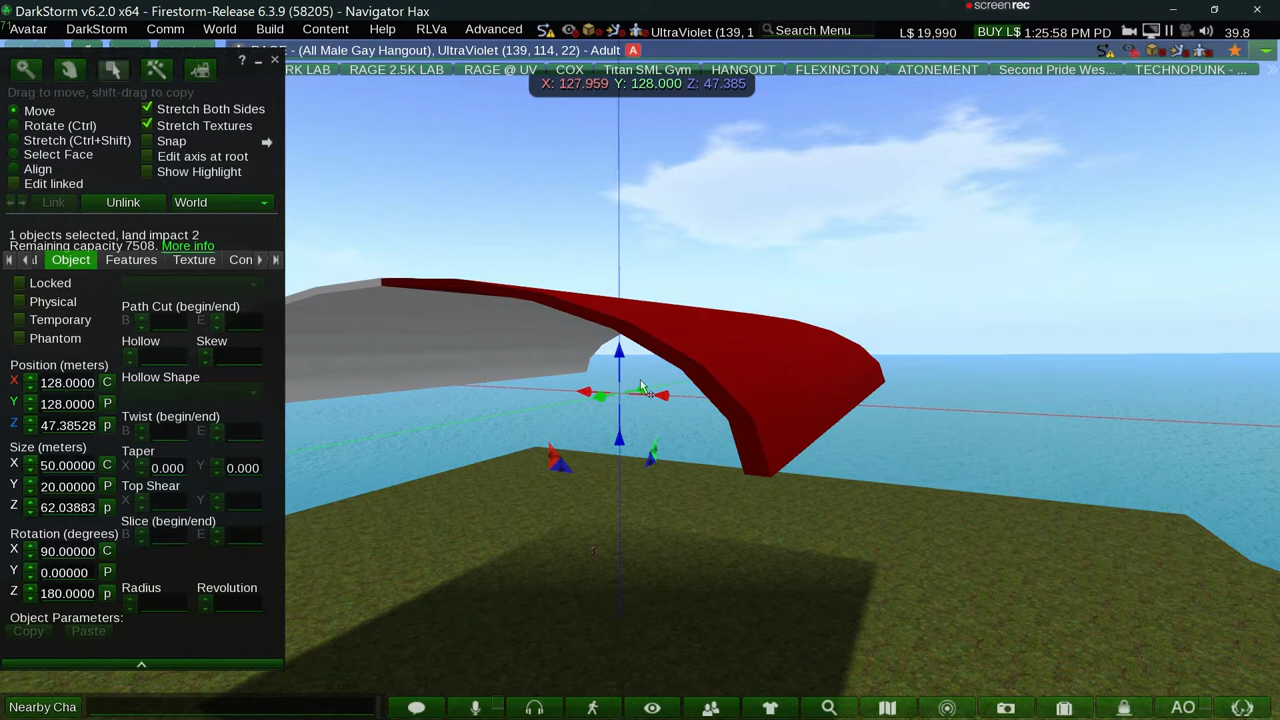 DarkStorm v6.2.0 x64 - Firestorm-Release 6.3.9 (58205) - Navigator Hax
screenrec
71
Avatar DarkStorm Comm World Build Content Help RLVa Advanced UltraViolet (139, 1 Search Menu L$ 19,990 BUY L$ 1:25:58 PM PD 39.8
RAGE - (All Male Gay Hangout), UltraViolet (139, 114, 22) - Adult A
RK LAB RAGE 2.5K LAB RAGE @ UV COX Titan SML Gym HANGOUT FLEXINGTON ATONEMENT Second Pride Wes... TECHNOPUNK - ...
X: 127.959 Y: 128.000 Z: 47.385
? _ ×
Drag to move, shift-drag to copy
Move
Rotate (Ctrl)
Stretch (Ctrl+Shift)
Select Face
Align
Edit linked
Stretch Both Sides
Stretch Textures
Snap
Edit axis at root
Show Highlight
Link Unlink World
1 objects selected, land impact 2
Remaining capacity 7508. More info
Object Features Texture Con
Locked
Physical
Temporary
Phantom
Path Cut (begin/end)
B E
Hollow Skew
Position (meters)
X 128.0000 C
Y 128.0000 p
Z 47.38528 p
Hollow Shape
Twist (begin/end)
B E
Size (meters)
X 50.00000 C
Y 20.00000 p
Z 62.03883 p
Taper
X 0.000 Y 0.000
Top Shear
X Y
Slice (begin/end)
B E
Rotation (degrees)
X 90.00000 C
Y 0.00000 P
Z 180.0000 p
Radius Revolution
Object Parameters:
Copy Paste
Nearby Cha
AO